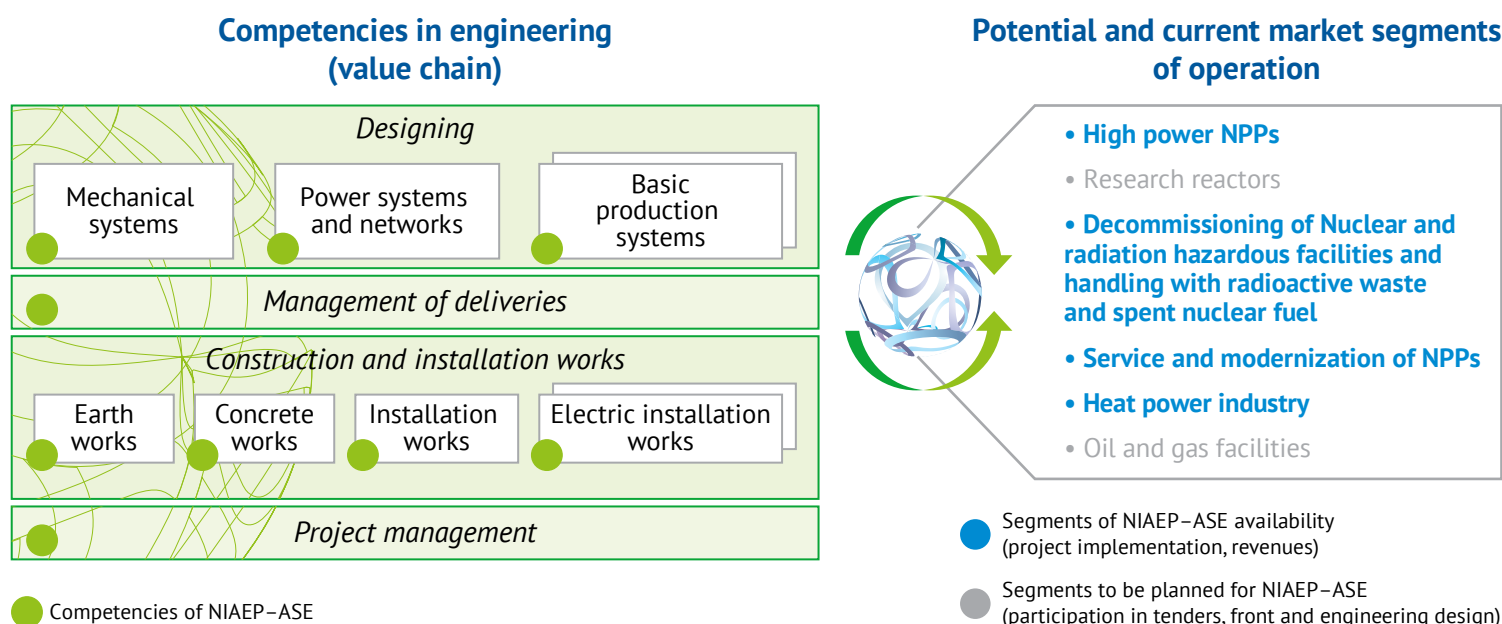 Competencies in engineering
(value chain)
Designing
Mechanical
systems
Power systems
and networks
Basic
production
systems
Management of deliveries
Construction and installation works
Earth
works
Concrete
works
Installation
works
Electric installation
works
Project management
Competencies of NIAEP–ASE
Potential and current market segments
of operation
• High power NPPs
• Research reactors
• Decommissioning of Nuclear and
radiation hazardous facilities and
handling with radioactive waste
and spent nuclear fuel
• Service and modernization of NPPs
• Heat power industry
• Oil and gas facilities
Segments of NIAEP–ASE availability
(project implementation, revenues)
Segments to be planned for NIAEP–ASE
(participation in tenders, front and engineering design)